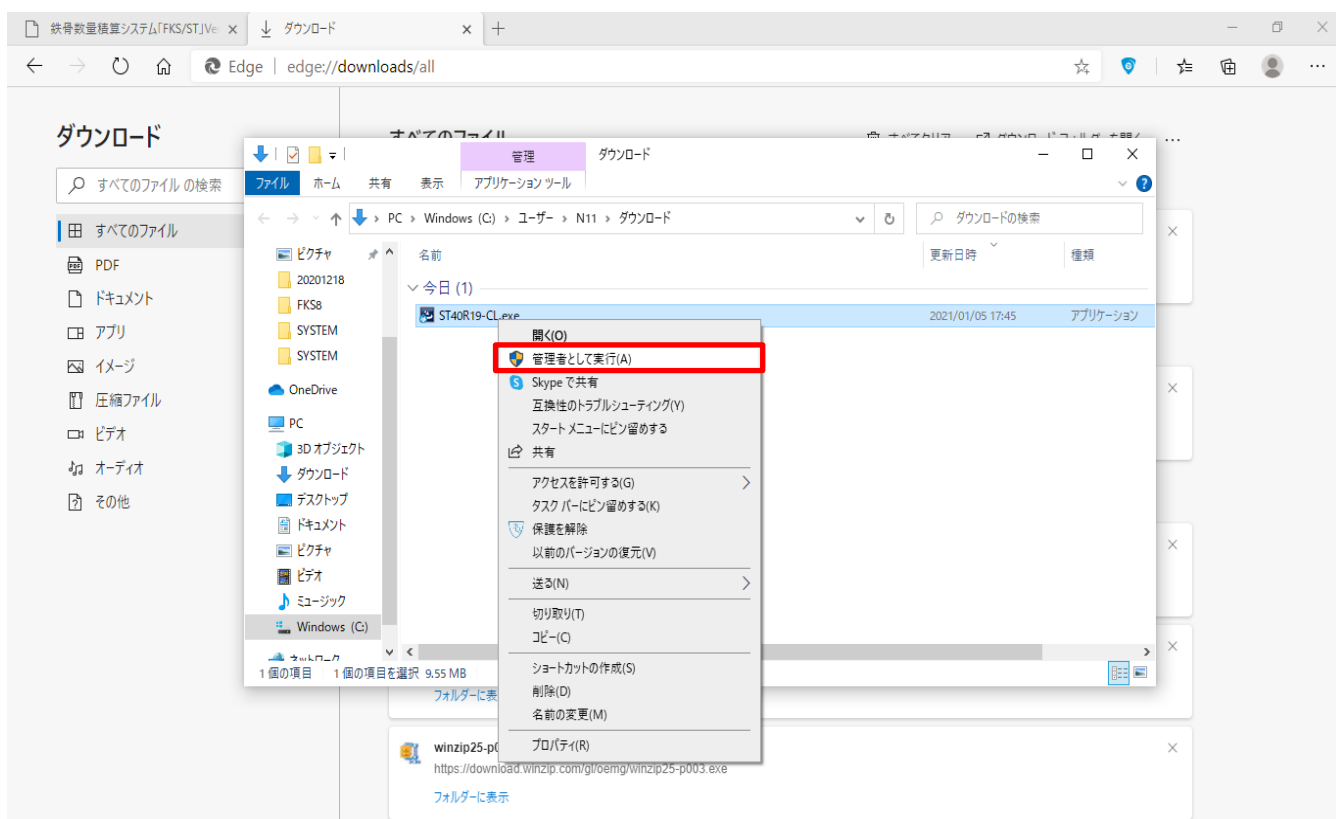 鉄骨数量積算システム「FKS/ST」Ve
ダウンロード
Edge
edge://downloads/all
ダウンロード
すべてのファイル の検索
すべてのファイル
PDF
ドキュメント
アプリ
イメージ
圧縮ファイル
ビデオ
オーディオ
その他
すべてのファイル
管理
ダウンロード
ファイル
ホーム
共有
表示
アプリケーション ツール
PC › Windows (C:) › ユーザー › N11 › ダウンロード
ダウンロードの検索
ピクチャ
20201218
FKS8
SYSTEM
SYSTEM
OneDrive
PC
3D オブジェクト
ダウンロード
デスクトップ
ドキュメント
ピクチャ
ビデオ
ミュージック
Windows (C:)
ネットワーク
名前
更新日時
種類
今日 (1)
ST40R19-CL.exe
2021/01/05 17:45
アプリケーション
開く(O)
管理者として実行(A)
Skype で共有
互換性のトラブルシューティング(Y)
スタート メニューにピン留めする
共有
アクセスを許可する(G)
タスク バーにピン留めする(K)
保護を解除
以前のバージョンの復元(V)
送る(N)
切り取り(T)
コピー(C)
ショートカットの作成(S)
削除(D)
名前の変更(M)
プロパティ(R)
1 個の項目
1 個の項目を選択 9.55 MB
フォルダーに表
winzip25-p0
https://download.winzip.com/gl/oemg/winzip25-p003.exe
フォルダーに表示